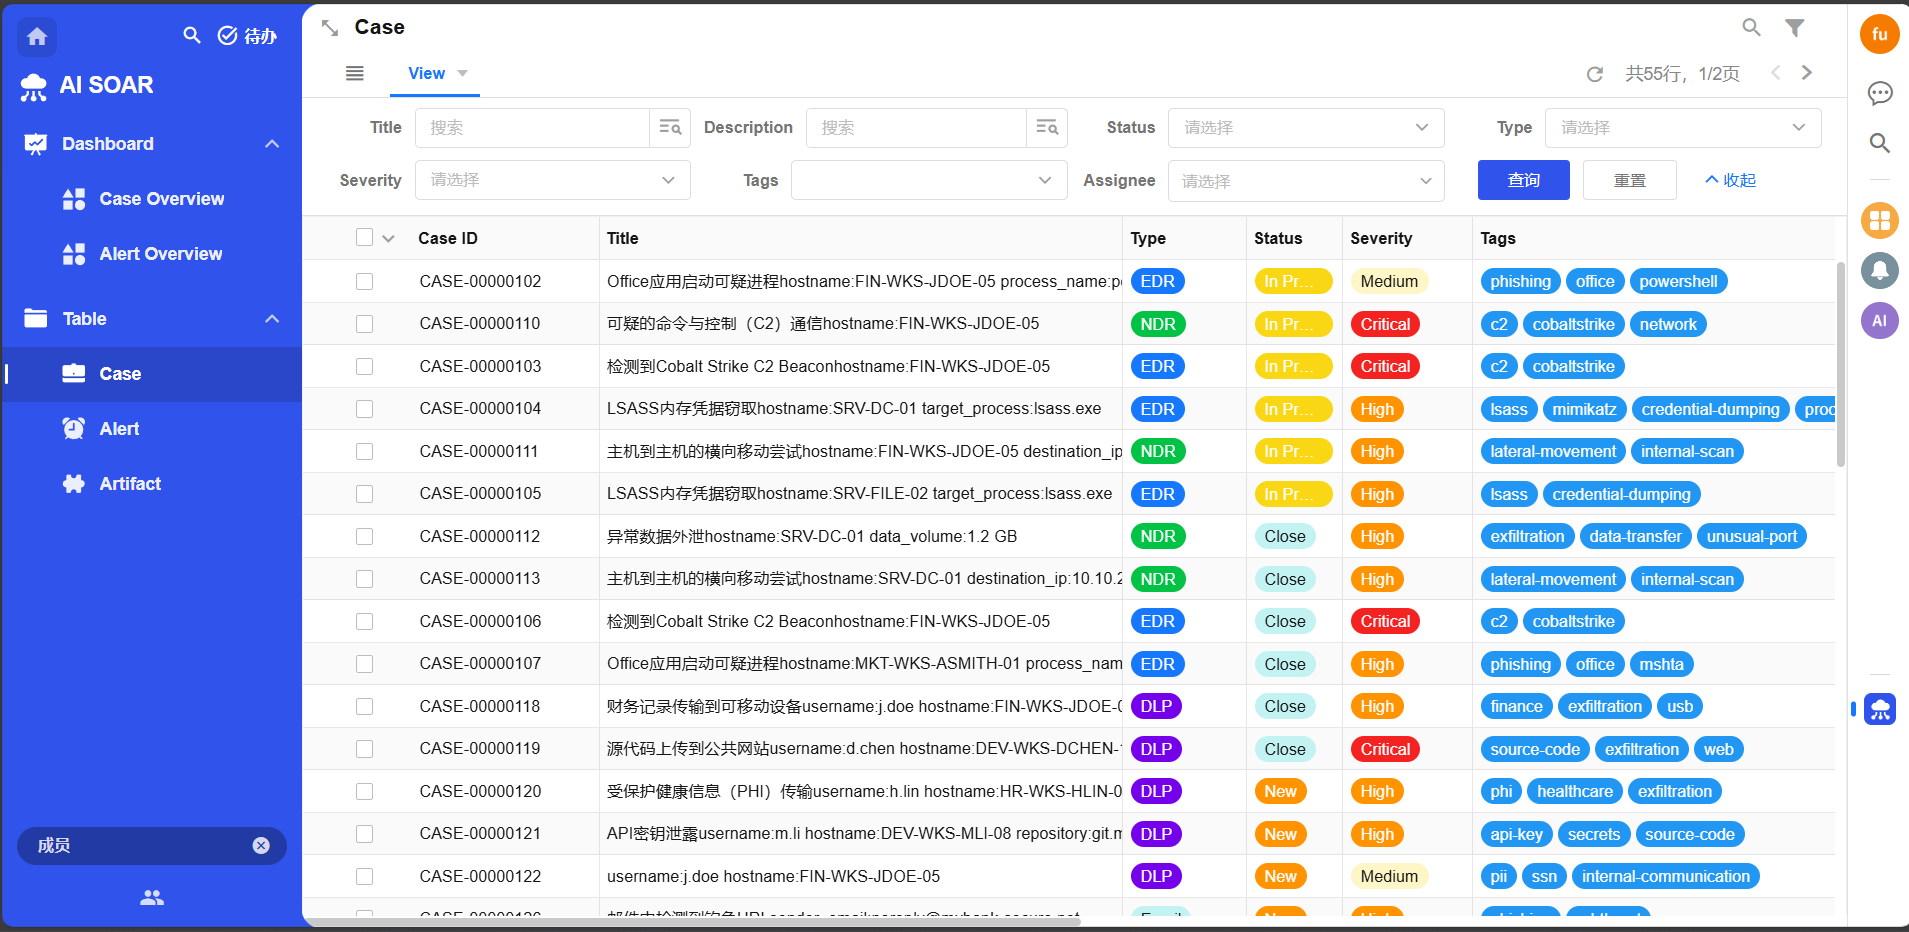 待办
AI SOAR
Dashboard
Case Overview
Alert Overview
Table
Case
Alert
Artifact
成员
Case
View
共55行，1/2页
Title 搜索 Description 搜索 Status 请选择 Type 请选择
Severity 请选择 Tags Assignee 请选择 查询 重置 收起
Case ID Title Type Status Severity Tags
CASE-00000102 Office应用启动可疑进程hostname:FIN-WKS-JDOE-05 process_name:p EDR In Pr... Medium phishing office powershell
CASE-00000110 可疑的命令与控制（C2）通信hostname:FIN-WKS-JDOE-05 NDR In Pr... Critical c2 cobaltstrike network
CASE-00000103 检测到Cobalt Strike C2 Beaconhostname:FIN-WKS-JDOE-05 EDR In Pr... Critical c2 cobaltstrike
CASE-00000104 LSASS内存凭据窃取hostname:SRV-DC-01 target_process:lsass.exe EDR In Pr... High lsass mimikatz credential-dumping proc
CASE-00000111 主机到主机的横向移动尝试hostname:FIN-WKS-JDOE-05 destination_ip NDR In Pr... High lateral-movement internal-scan
CASE-00000105 LSASS内存凭据窃取hostname:SRV-FILE-02 target_process:lsass.exe EDR In Pr... High lsass credential-dumping
CASE-00000112 异常数据外泄hostname:SRV-DC-01 data_volume:1.2 GB NDR Close High exfiltration data-transfer unusual-port
CASE-00000113 主机到主机的横向移动尝试hostname:SRV-DC-01 destination_ip:10.10.2 NDR Close High lateral-movement internal-scan
CASE-00000106 检测到Cobalt Strike C2 Beaconhostname:FIN-WKS-JDOE-05 EDR Close Critical c2 cobaltstrike
CASE-00000107 Office应用启动可疑进程hostname:MKT-WKS-ASMITH-01 process_nam EDR Close High phishing office mshta
CASE-00000118 财务记录传输到可移动设备username:j.doe hostname:FIN-WKS-JDOE-0 DLP Close High finance exfiltration usb
CASE-00000119 源代码上传到公共网站username:d.chen hostname:DEV-WKS-DCHEN- DLP Close Critical source-code exfiltration web
CASE-00000120 受保护健康信息（PHI）传输username:h.lin hostname:HR-WKS-HLIN-0 DLP New High phi healthcare exfiltration
CASE-00000121 API密钥泄露username:m.li hostname:DEV-WKS-MLI-08 repository:git.m DLP New High api-key secrets source-code
CASE-00000122 username:j.doe hostname:FIN-WKS-JDOE-05 DLP New Medium pii ssn internal-communication
fu
AI